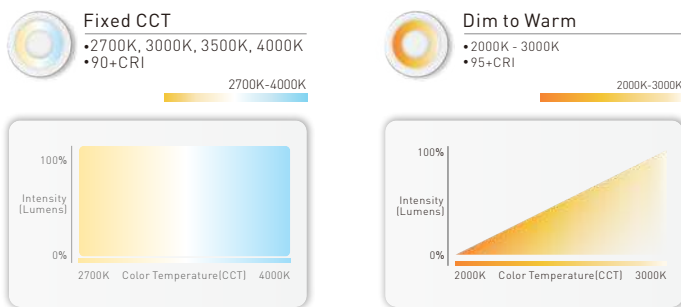 Fixed CCT
•2700K, 3000K, 3500K, 4000K
•90+CRI
2700K-4000K
100%
Intensity
(Lumens)
0%
2700K Color Temperature(CCT) 4000K
Dim to Warm
•2000K - 3000K
•95+CRI
2000K-3000K
100%
Intensity
(Lumens)
0%
2000K Color Temperature(CCT) 3000K